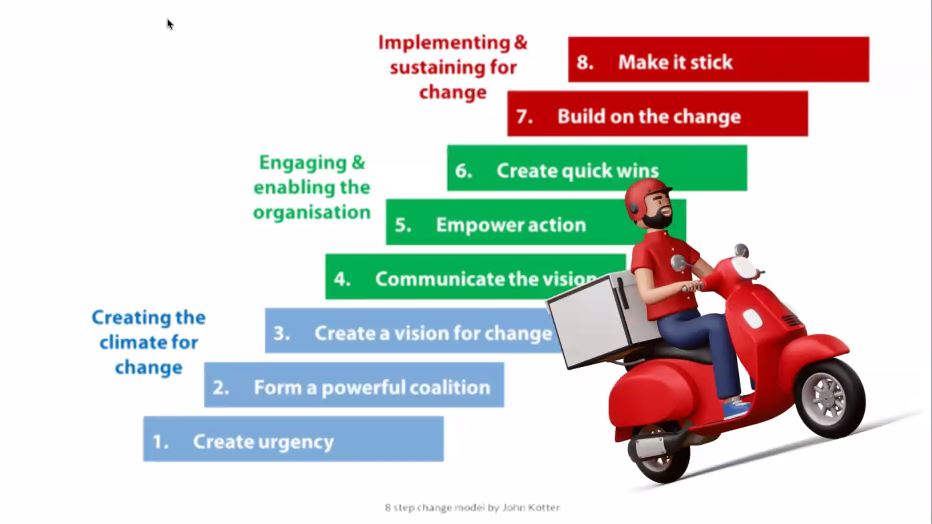 Implementing &
sustaining for
change
8. Make it stick
7. Build on the change
Engaging &
enabling the
organisation
6. Create quick wins
5. Empower action
4. Communicate the vision
Creating the
climate for
change
3. Create a vision for change
2. Form a powerful coalition
1. Create urgency
8 step change model by John Kotter